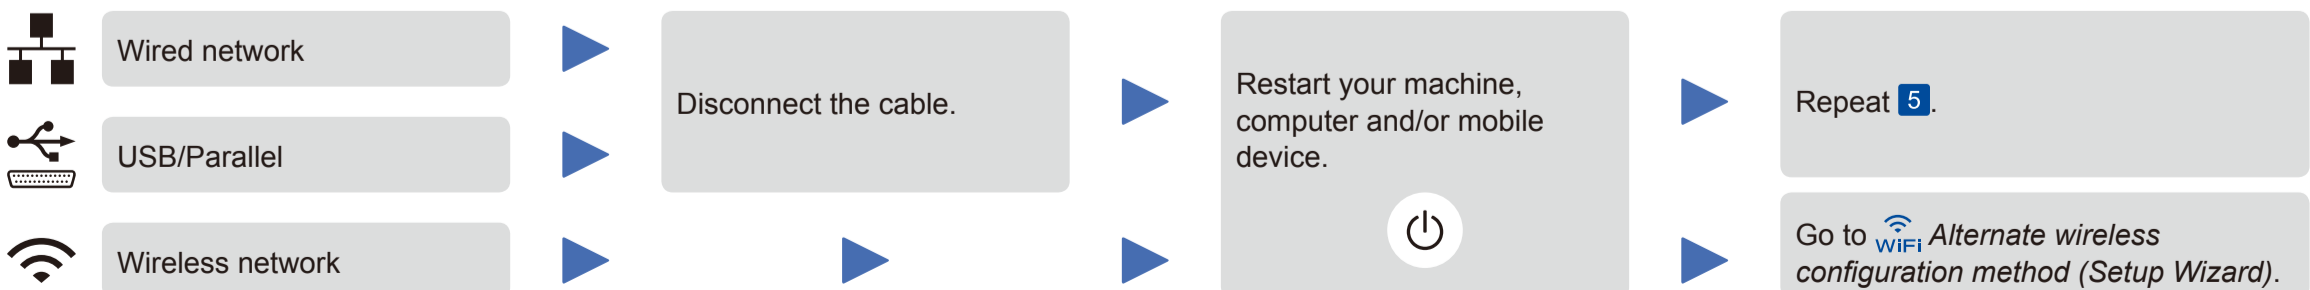 Wired network
USB/Parallel
Wireless network
Disconnect the cable.
Restart your machine,
computer and/or mobile
device.
Repeat 5.
Go to WiFi Alternate wireless
configuration method (Setup Wizard).